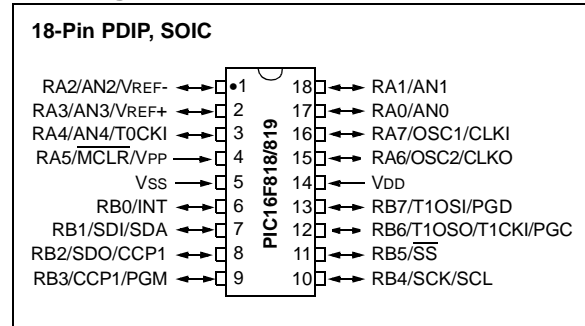 18-Pin PDIP, SOIC
RA2/AN2/VREF- 1 18 RA1/AN1
RA3/AN3/VREF+ 2 17 RA0/AN0
RA4/AN4/T0CKI 3 16 RA7/OSC1/CLKI
RA5/MCLR/VPP 4 15 RA6/OSC2/CLKO
VSS 5 14 VDD
RB0/INT 6 13 RB7/T1OSI/PGD
RB1/SDI/SDA 7 12 RB6/T1OSO/T1CKI/PGC
RB2/SDO/CCP1 8 11 RB5/SS
RB3/CCP1/PGM 9 10 RB4/SCK/SCL
PIC16F818/819